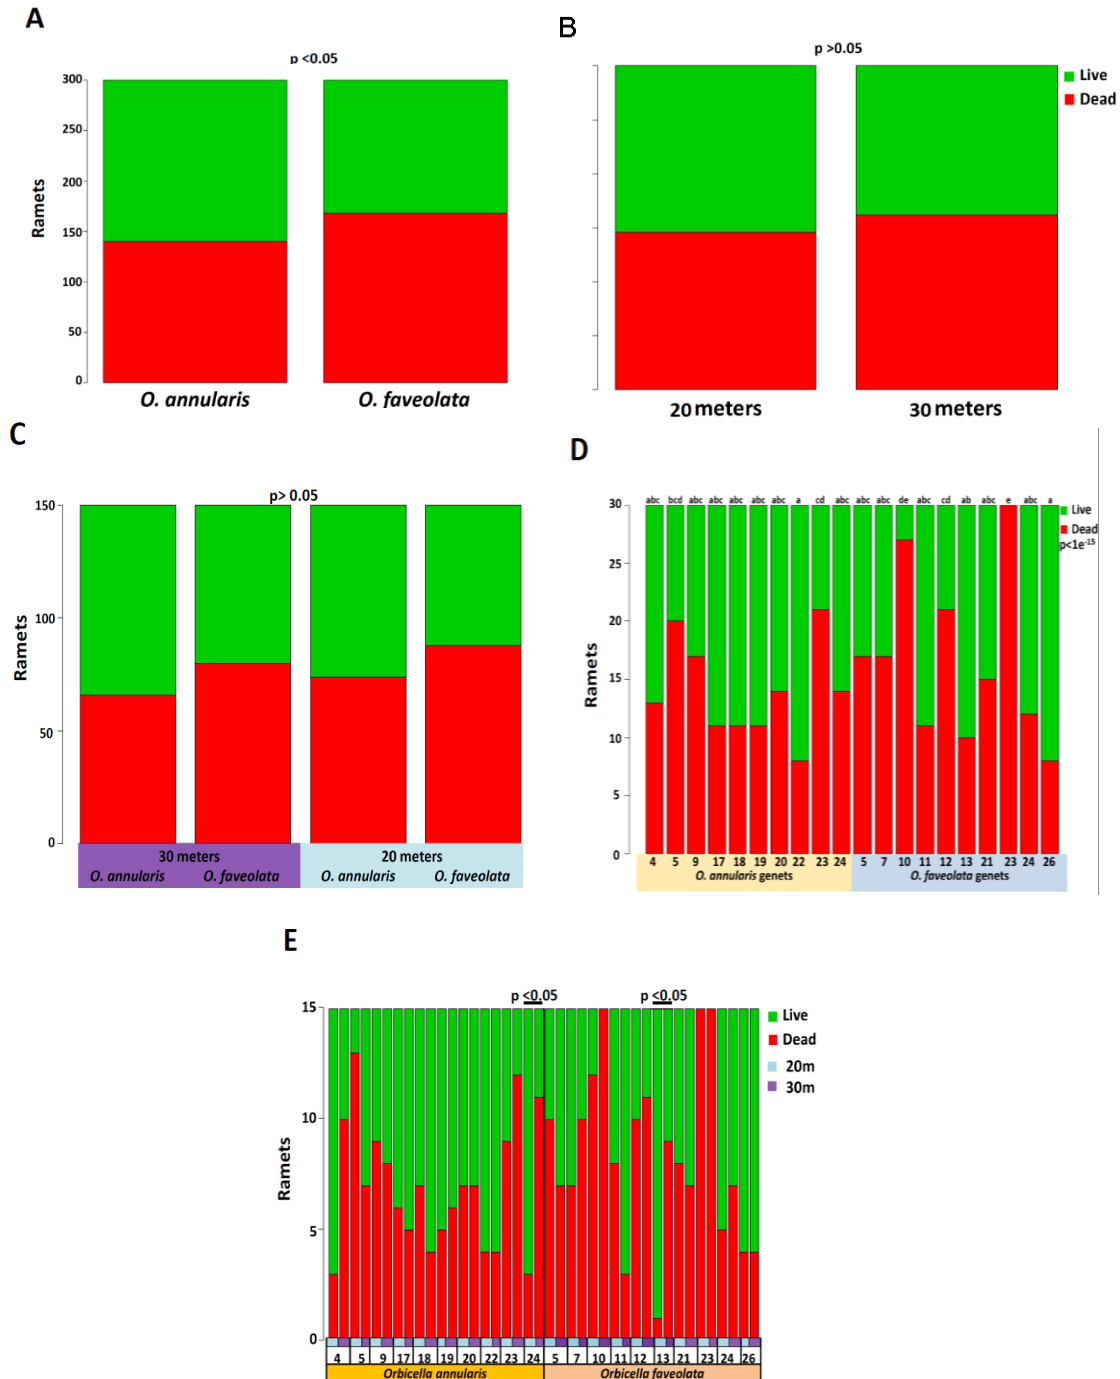 A
p <0.05
300
250
200
150
100
50
0
Ramets
O. annularis O. faveolata
B
p >0.05
Live
Dead
20 meters 30 meters
C
p> 0.05
150
100
50
0
Ramets
30 meters 20 meters
O. annularis O. faveolata O. annularis O. faveolata
D
abc bcd abc abc abc abc abc a cd abc abc abc de abc cd ab abc e abc a
Live
Dead
p<1e-15
30
25
20
15
10
5
0
Ramets
4 5 9 17 18 19 20 22 23 24 5 7 10 11 12 13 21 23 24 26
O. annularis genets O. faveolata genets
E
p <0.05 p <0.05
Live
Dead
20m
30m
15
10
5
0
Ramets
4 5 9 17 18 19 20 22 23 24 5 7 10 11 12 13 21 23 24 26
Orbicella annularis Orbicella faveolata